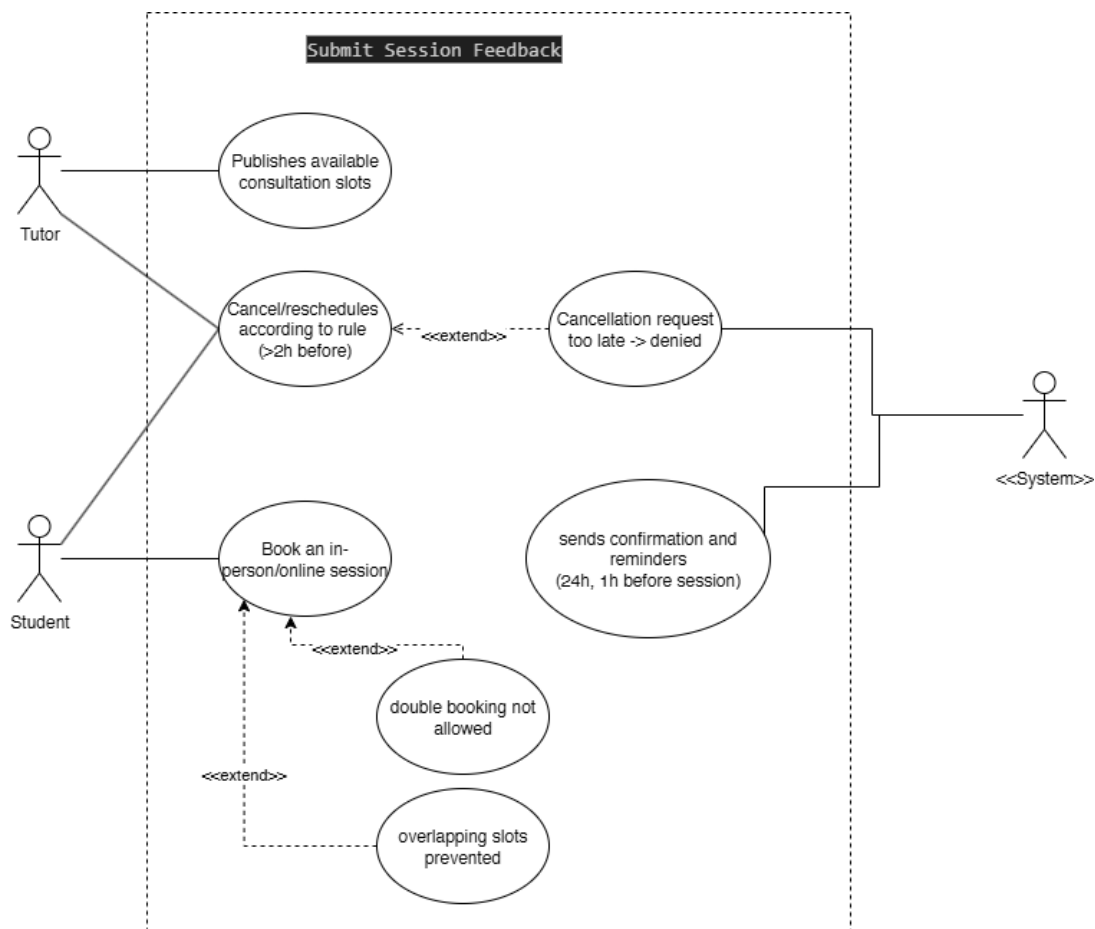 Submit Session Feedback
Publishes available
consultation slots
Tutor
Cancel/reschedules
according to rule
(>2h before)
<<extend>>
Cancellation request
too late -> denied
<<System>>
Book an in-
person/online session
sends confirmation and
reminders
(24h, 1h before session)
Student
<<extend>>
double booking not
allowed
<<extend>>
overlapping slots
prevented